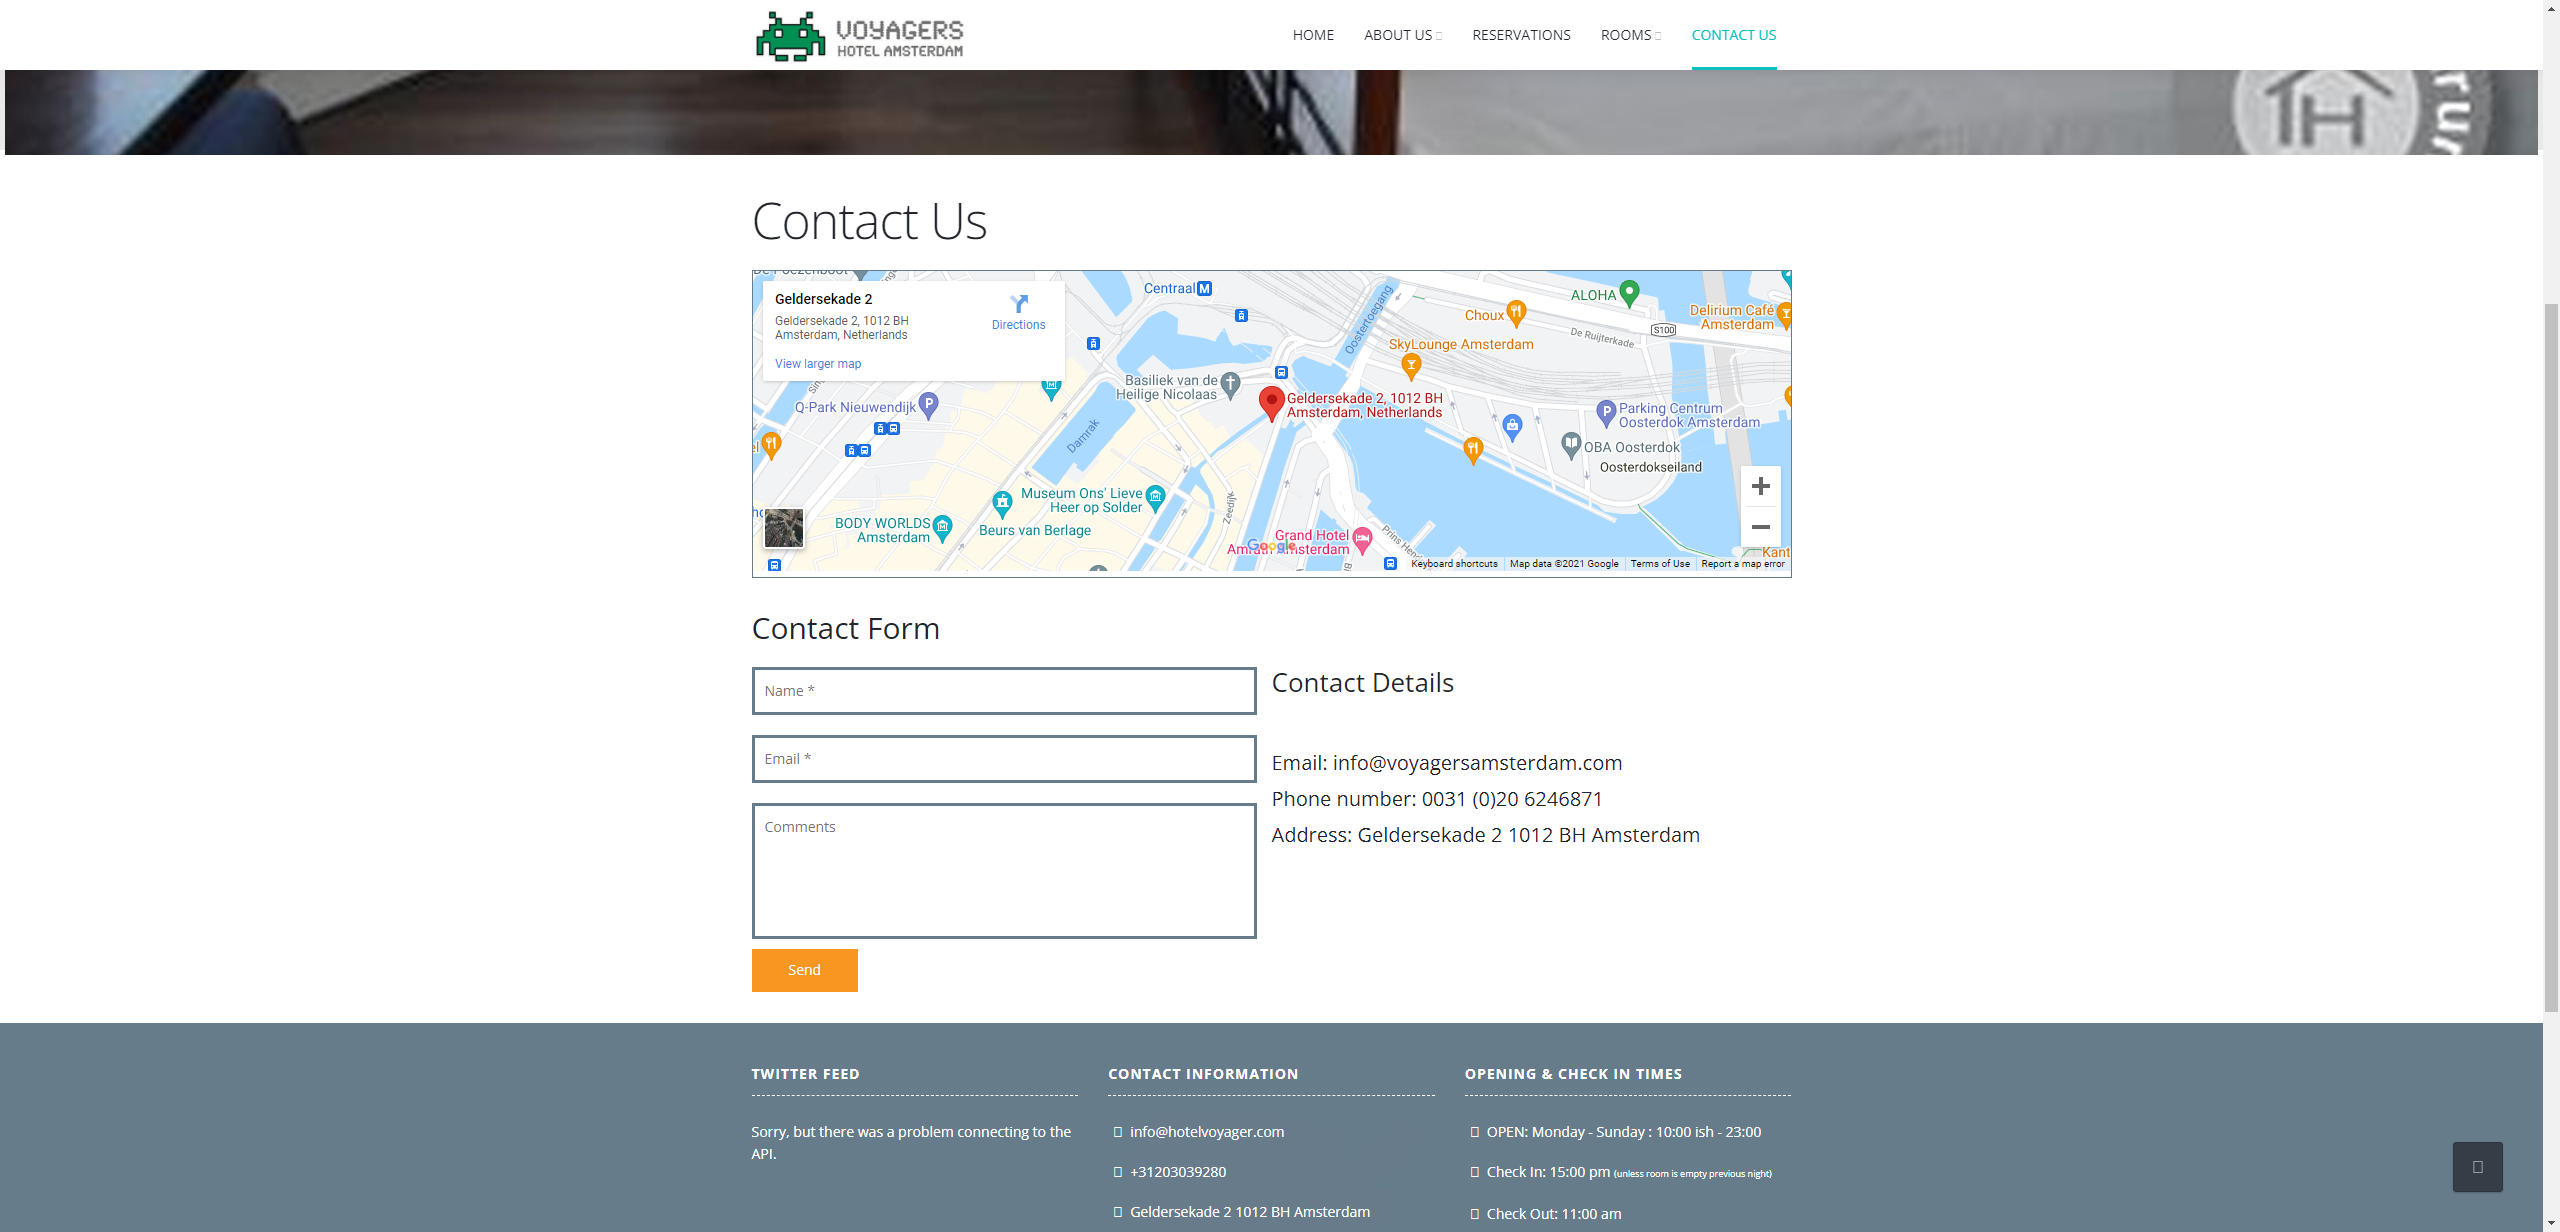 VOYAGERS
HOTEL AMSTERDAM
HOME
ABOUT US
RESERVATIONS
ROOMS
CONTACT US
H
Contact Us
Geldersekade 2
Geldersekade 2, 1012 BH
Amsterdam, Netherlands
Directions
View larger map
Centraal
M
ALOHA
Choux
Delirium Café
Amsterdam
S100
De Ruijterkade
Oostertoegang
SkyLounge Amsterdam
Basiliek van de
Heilige Nicolaas
Q-Park Nieuwendijk
P
Geldersekade 2, 1012 BH
Amsterdam, Netherlands
P
Parking Centrum
Oosterdok Amsterdam
Damrak
OBA Oosterdok
Oosterdokseiland
Museum Ons' Lieve
Heer op Solder
Zeedijk
BODY WORLDS
Amsterdam
Beurs van Berlage
Grand Hotel
Amrâth Amsterdam
Google
Kant
Keyboard shortcuts
Map data ©2021 Google
Terms of Use
Report a map error
Contact Form
Name *
Email *
Comments
Send
Contact Details
Email: info@voyagersamsterdam.com
Phone number: 0031 (0)20 6246871
Address: Geldersekade 2 1012 BH Amsterdam
TWITTER FEED
Sorry, but there was a problem connecting to the
API.
CONTACT INFORMATION
info@hotelvoyager.com
+31203039280
Geldersekade 2 1012 BH Amsterdam
OPENING & CHECK IN TIMES
OPEN: Monday - Sunday : 10:00 ish - 23:00
Check In: 15:00 pm (unless room is empty previous night)
Check Out: 11:00 am